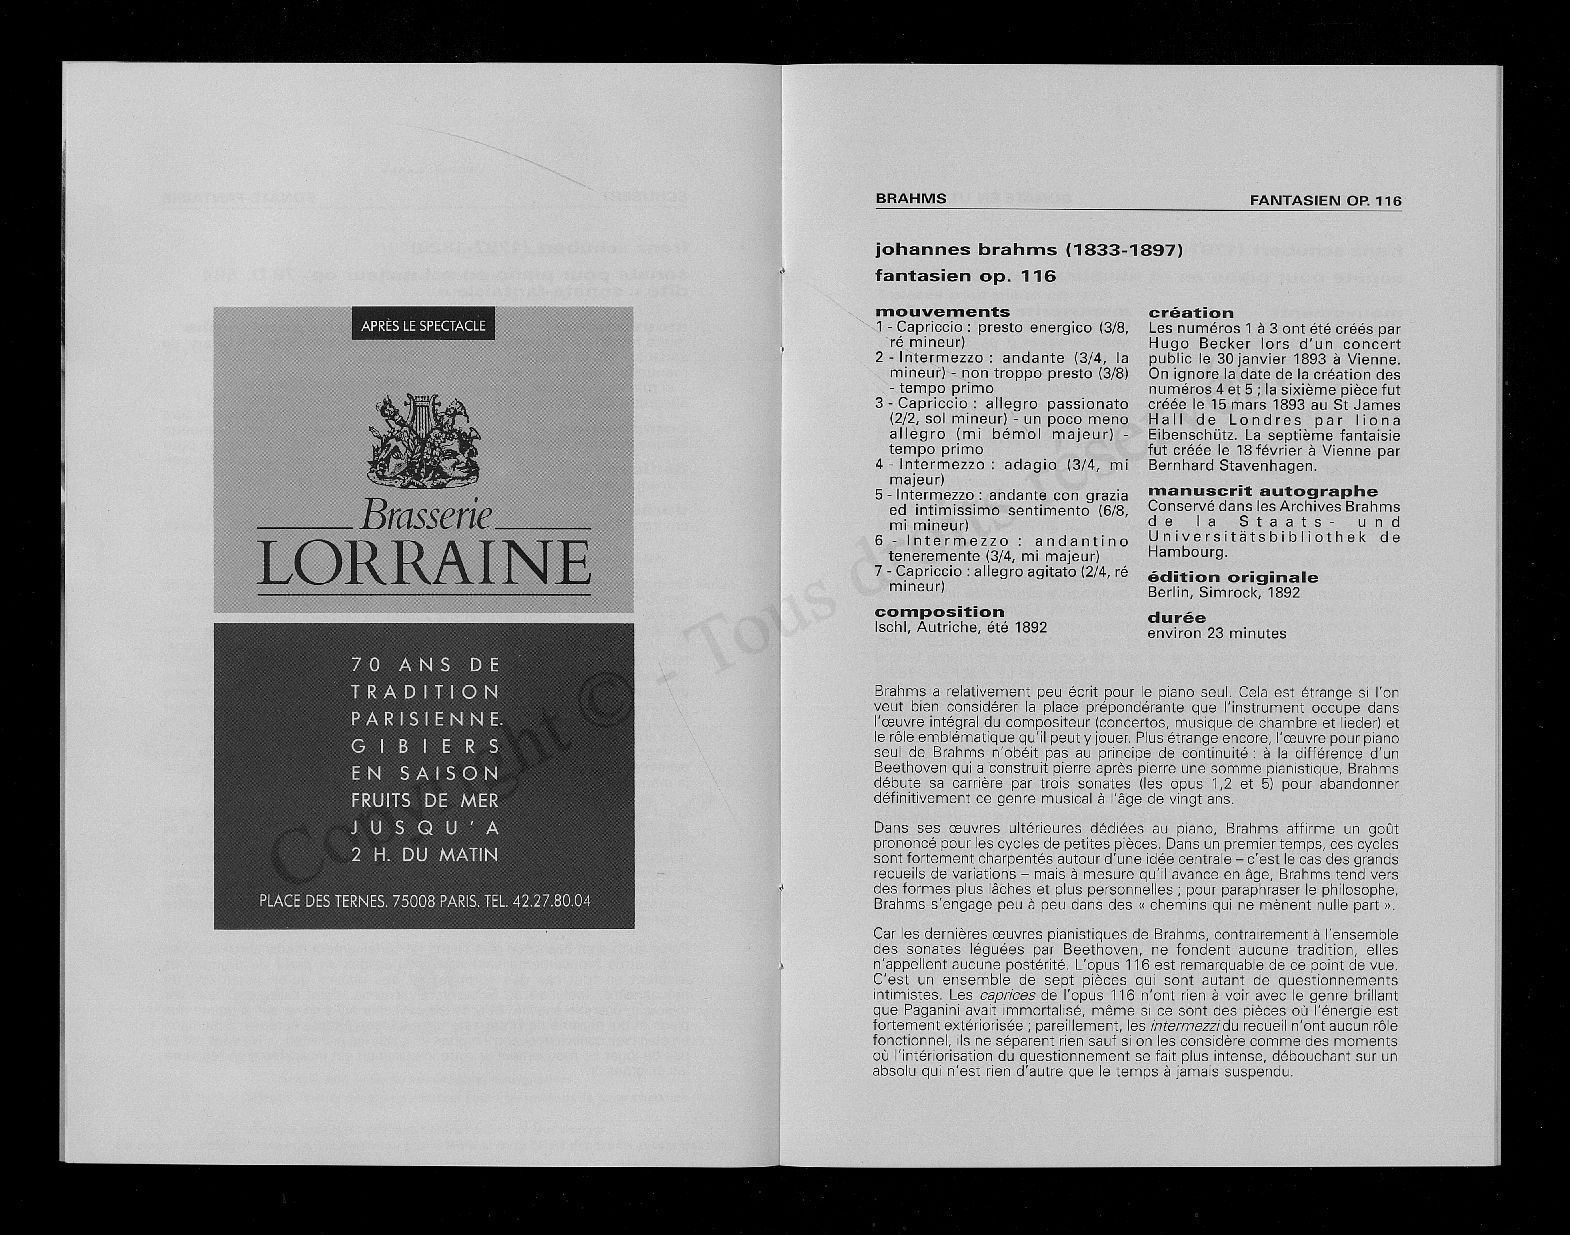 APRÈS LE SPECTACLE
Brasserie
LORRAINE
70 ANS DE
TRADITION
PARISIENNE.
GIBIERS
EN SAISON
FRUITS DE MER
JUSQU'A
2 H. DU MATIN
PLACE DES TERNES. 75008 PARIS. TEL. 42.27.80.04
BRAHMS FANTASIEN OP. 116
johannes brahms (1833-1897)
fantasien op. 116
mouvements
1 - Capriccio : presto energico (3/8,
ré mineur)
2 - Intermezzo : andante (3/4, la
mineur) - non troppo presto (3/8)
- tempo primo
3 - Capriccio : allegro passionato
(2/2, sol mineur) - un poco meno
allegro (mi bémol majeur) -
tempo primo
4 - Intermezzo : adagio (3/4, mi
majeur)
5 - Intermezzo : andante con grazia
ed intimissimo sentimento (6/8,
mi mineur)
6 - Intermezzo : andantino
teneremente (3/4, mi majeur)
7 - Capriccio : allegro agitato (2/4, ré
mineur)
composition
Ischl, Autriche, été 1892
création
Les numéros 1 à 3 ont été créés par
Hugo Becker lors d'un concert
public le 30 janvier 1893 à Vienne.
On ignore la date de la création des
numéros 4 et 5 ; la sixième pièce fut
créée le 15 mars 1893 au St James
Hall de Londres par Iiona
Eibenschütz. La septième fantaisie
fut créée le 18 février à Vienne par
Bernhard Stavenhagen.
manuscrit autographe
Conservé dans les Archives Brahms
de la Staats- und
Universitätsbibliothek de
Hambourg.
édition originale
Berlin, Simrock, 1892
durée
environ 23 minutes
Brahms a relativement peu écrit pour le piano seul. Cela est étrange si l'on
veut bien considérer la place prépondérante que l'instrument occupe dans
l'œuvre intégral du compositeur (concertos, musique de chambre et lieder) et
le rôle emblématique qu'il peut y jouer. Plus étrange encore, l'œuvre pour piano
seul de Brahms n'obéit pas au principe de continuité : à la différence d'un
Beethoven qui a construit pierre après pierre une somme pianistique, Brahms
débute sa carrière par trois sonates (les opus 1,2 et 5) pour abandonner
définitivement ce genre musical à l'âge de vingt ans.
Dans ses œuvres ultérieures dédiées au piano, Brahms affirme un goût
prononcé pour les cycles de petites pièces. Dans un premier temps, ces cycles
sont fortement charpentés autour d'une idée centrale – c'est le cas des grands
recueils de variations – mais à mesure qu'il avance en âge, Brahms tend vers
des formes plus lâches et plus personnelles ; pour paraphraser le philosophe,
Brahms s'engage peu à peu dans des « chemins qui ne mènent nulle part ».
Car les dernières œuvres pianistiques de Brahms, contrairement à l'ensemble
des sonates léguées par Beethoven, ne fondent aucune tradition, elles
n'appellent aucune postérité. L'opus 116 est remarquable de ce point de vue.
C'est un ensemble de sept pièces qui sont autant de questionnements
intimistes. Les caprices de l'opus 116 n'ont rien à voir avec le genre brillant
que Paganini avait immortalisé, même si ce sont des pièces où l'énergie est
fortement extériorisée ; pareillement, les intermezzi du recueil n'ont aucun rôle
fonctionnel, ils ne séparent rien sauf si on les considère comme des moments
où l'intériorisation du questionnement se fait plus intense, débouchant sur un
absolu qui n'est rien d'autre que le temps à jamais suspendu.
Copyright © - Tous droits réservés